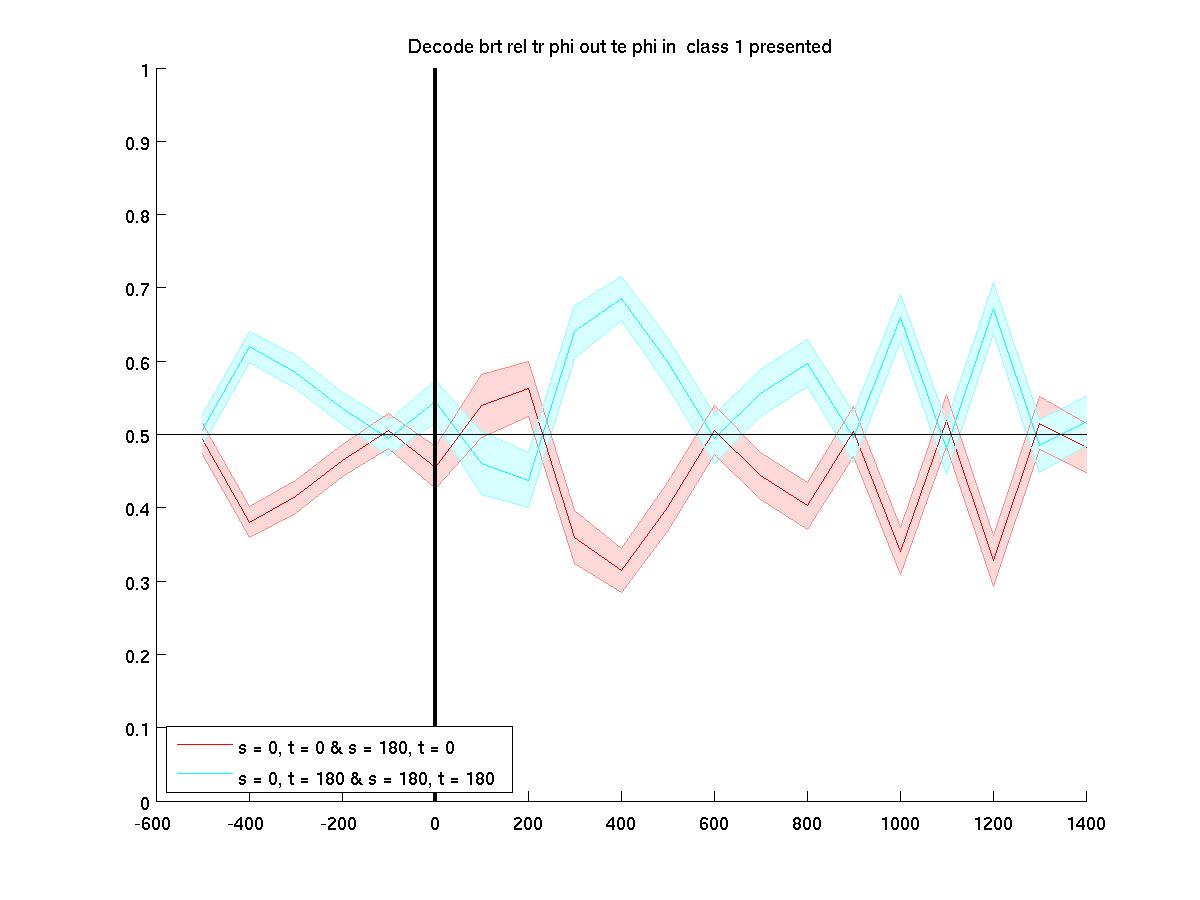 Decode brt rel tr phi out te phi in  class 1 presented
1
0.9
0.8
0.7
0.6
0.5
0.4
0.3
0.2
0.1
0
s = 0, t = 0 & s = 180, t = 0
s = 0, t = 180 & s = 180, t = 180
-600 -400 -200 0 200 400 600 800 1000 1200 1400